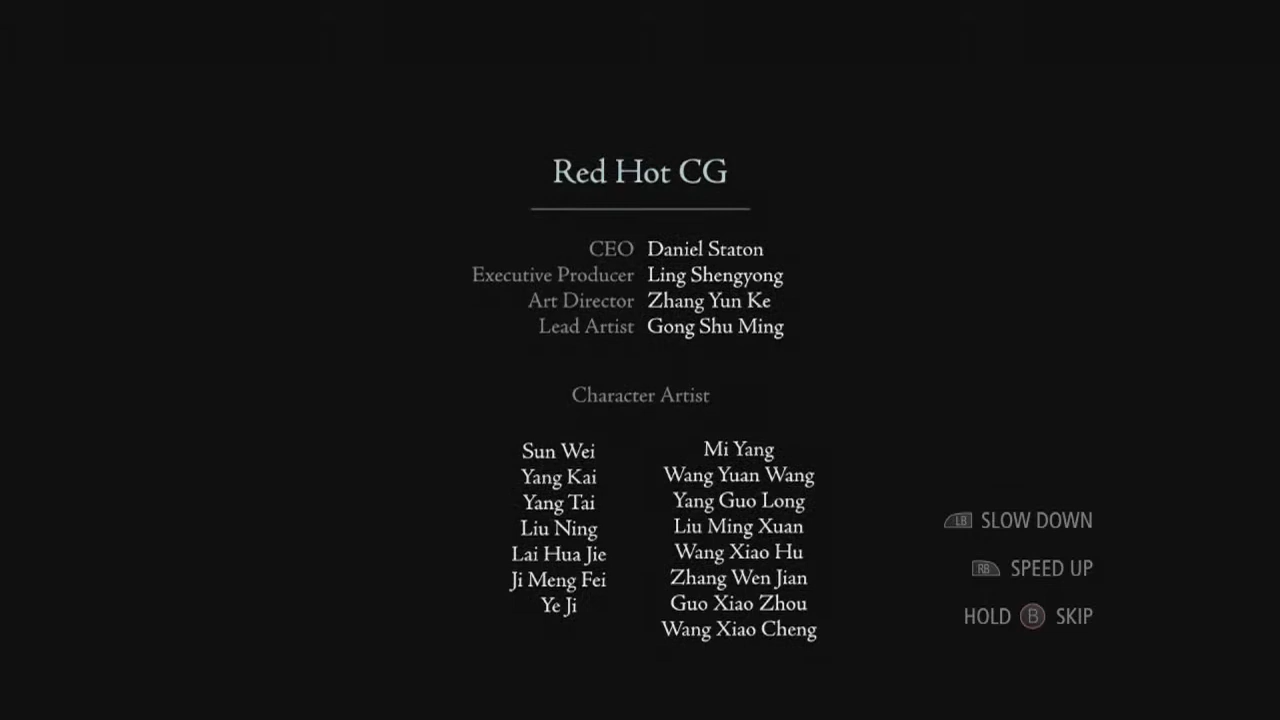 Red Hot CG
CEO Daniel Staton
Executive Producer Ling Shengyong
Art Director Zhang Yun Ke
Lead Artist Gong Shu Ming
Character Artist
Sun Wei
Yang Kai
Yang Tai
Liu Ning
Lai Hua Jie
Ji Meng Fei
Ye Ji
Mi Yang
Wang Yuan Wang
Yang Guo Long
Liu Ming Xuan
Wang Xiao Hu
Zhang Wen Jian
Guo Xiao Zhou
Wang Xiao Cheng
LB SLOW DOWN
RB SPEED UP
HOLD B SKIP